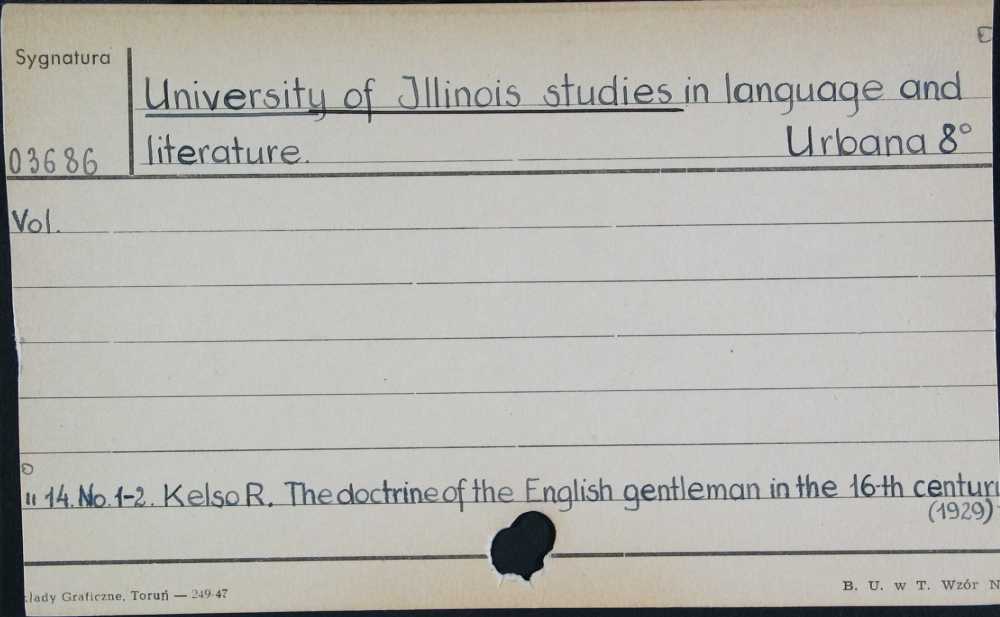 Sygnatura
University of Illinois studies in language and
03686 literature. Urbana 8°
Vol.
" 14. No. 1-2. Kelso R. The doctrine of the English gentleman in the 16-th centur
(1929)
łady Graficzne, Toruń — 249-47
B. U. w T. Wzór N